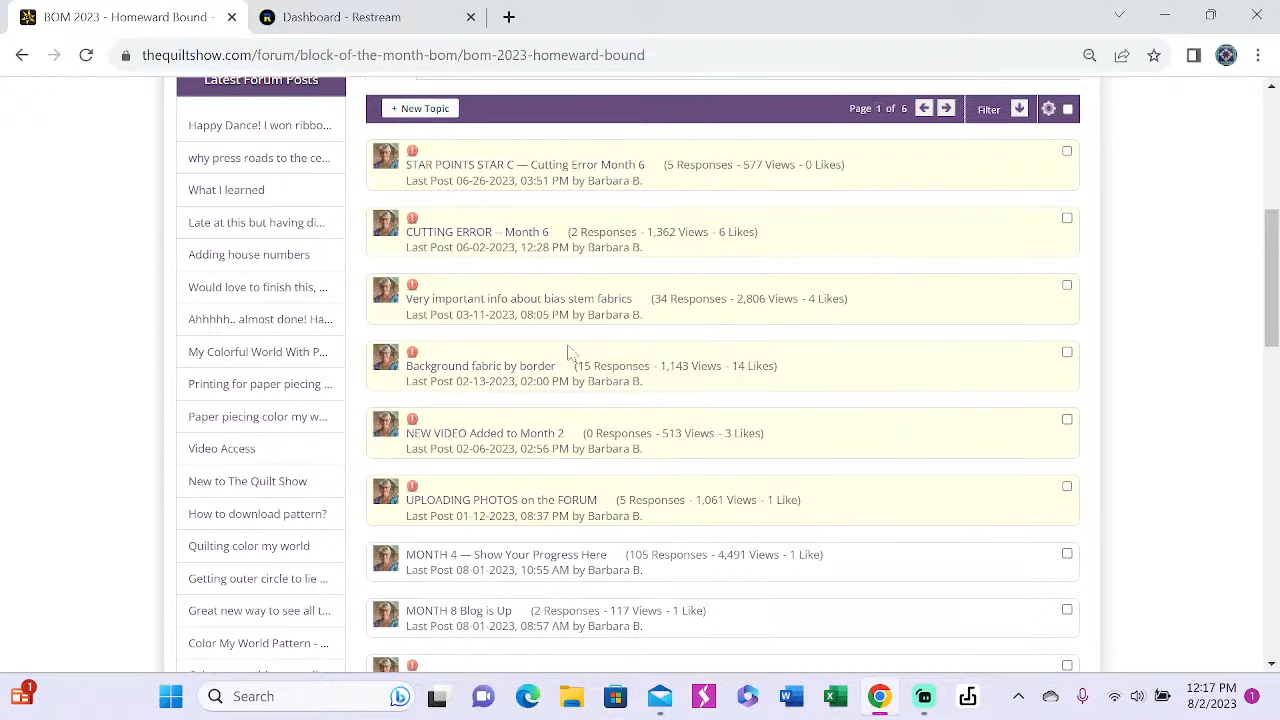 BOM 2023 - Homeward Bound -
Dashboard - Restream
thequiltshow.com/forum/block-of-the-month-bom/bom-2023-homeward-bound
Latest Forum Posts
+ New Topic
Page 1 of 6
Filter
Happy Dance! I won ribbo...
why press roads to the ce...
What I learned
Late at this but having di...
Adding house numbers
Would love to finish this, ...
Ahhhh.. almost done! Ha...
My Colorful World With P...
Printing for paper piecing ...
Paper piecing color my w...
Video Access
New to The Quilt Show
How to download pattern?
Quilting color my world
Getting outer circle to lie ...
Great new way to see all t...
Color My World Pattern - ...
STAR POINTS STAR C — Cutting Error Month 6 (5 Responses - 577 Views - 0 Likes)
Last Post 06-26-2023, 03:51 PM by Barbara B.
CUTTING ERROR -- Month 6 (2 Responses - 1,362 Views - 6 Likes)
Last Post 06-02-2023, 12:28 PM by Barbara B.
Very important info about bias stem fabrics (34 Responses - 2,806 Views - 4 Likes)
Last Post 03-11-2023, 08:05 PM by Barbara B.
Background fabric by border (15 Responses - 1,143 Views - 14 Likes)
Last Post 02-13-2023, 02:00 PM by Barbara B.
NEW VIDEO Added to Month 2 (0 Responses - 513 Views - 3 Likes)
Last Post 02-06-2023, 02:56 PM by Barbara B.
UPLOADING PHOTOS on the FORUM (5 Responses - 1,061 Views - 1 Like)
Last Post 01-12-2023, 08:37 PM by Barbara B.
MONTH 4 — Show Your Progress Here (105 Responses - 4,491 Views - 1 Like)
Last Post 08-01-2023, 10:55 AM by Barbara B.
MONTH 8 Blog is Up (2 Responses - 117 Views - 1 Like)
Last Post 08-01-2023, 08:57 AM by Barbara B.
1
Search
12:17 PM
8/2/2023
1